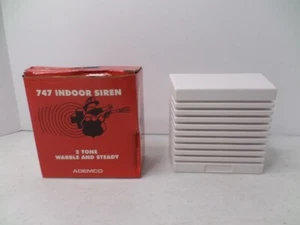 747 INDOOR SIREN
2 TONE
WARBLE AND STEADY
ADEMCO